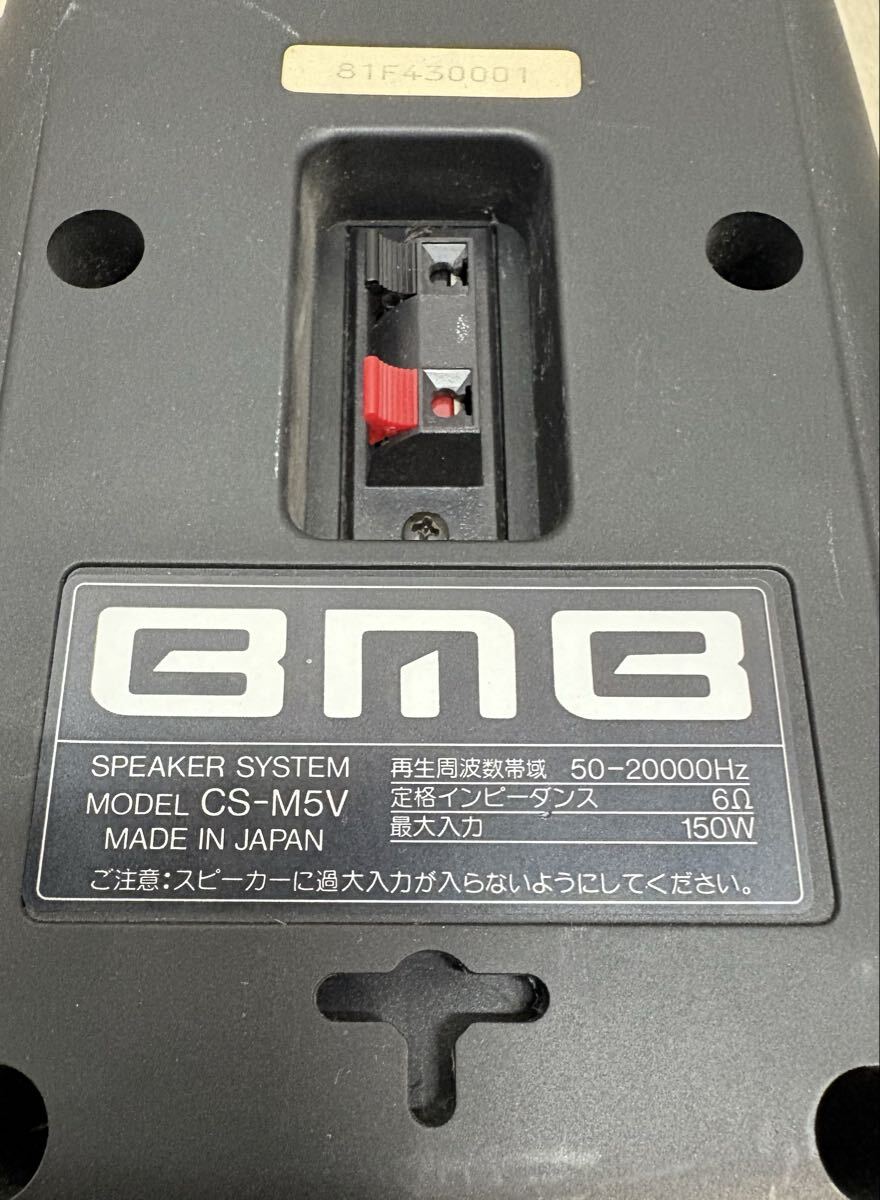 81F430001
BMB
SPEAKER SYSTEM
MODEL CS-M5V
MADE IN JAPAN
再生周波数帯域 50-20000Hz
定格インピーダンス 6Ω
最大入力 150W
ご注意:スピーカーに過大入力が入らないようにしてください。